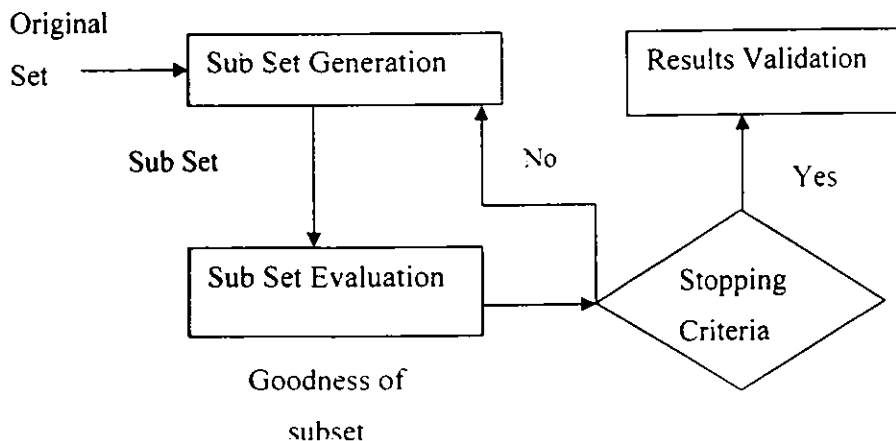 Original
Set
Sub Set Generation
Results Validation
Sub Set
No
Yes
Sub Set Evaluation
Stopping
Criteria
Goodness of
subset